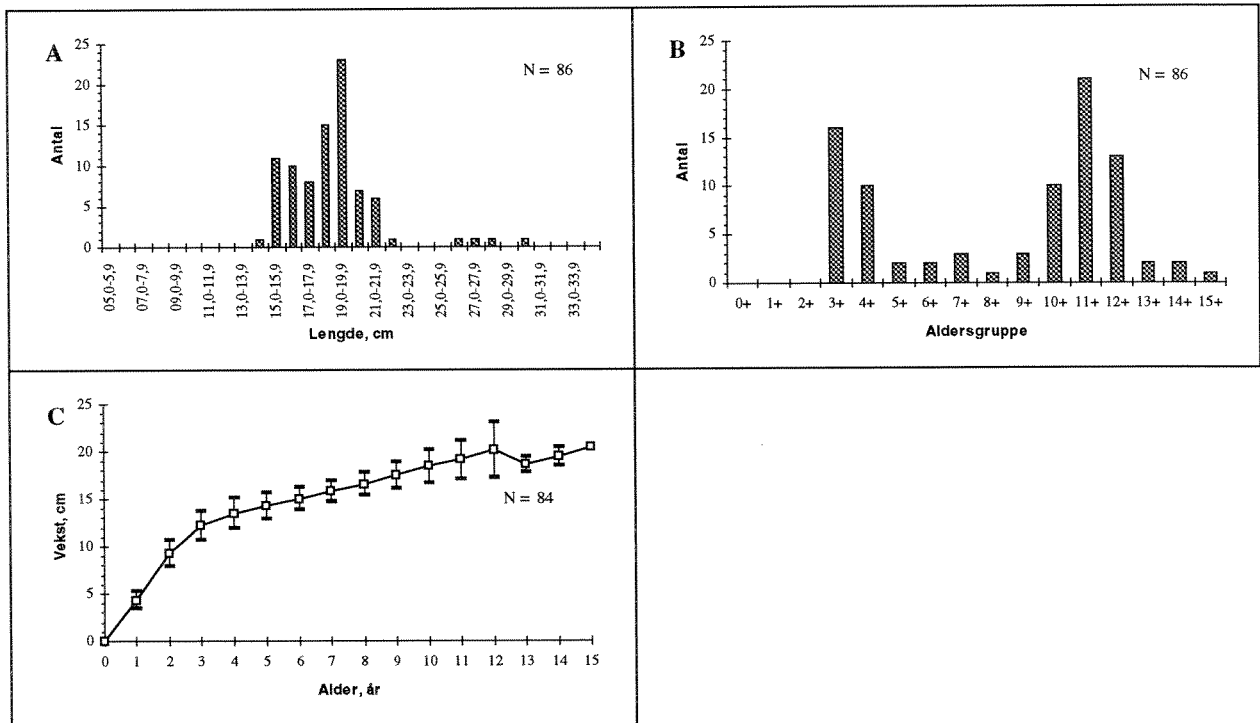 A
N = 86
Antal
25
20
15
10
5
0
05,0-5,9
07,0-7,9
09,0-9,9
11,0-11,9
13,0-13,9
15,0-15,9
17,0-17,9
19,0-19,9
21,0-21,9
23,0-23,9
25,0-25,9
27,0-27,9
29,0-29,9
31,0-31,9
33,0-33,9
Lengde, cm
B
N = 86
Antal
25
20
15
10
5
0
0+ 1+ 2+ 3+ 4+ 5+ 6+ 7+ 8+ 9+ 10+ 11+ 12+ 13+ 14+ 15+
Aldersgruppe
C
N = 84
Vekst, cm
25
20
15
10
5
0
0 1 2 3 4 5 6 7 8 9 10 11 12 13 14 15
Alder, år